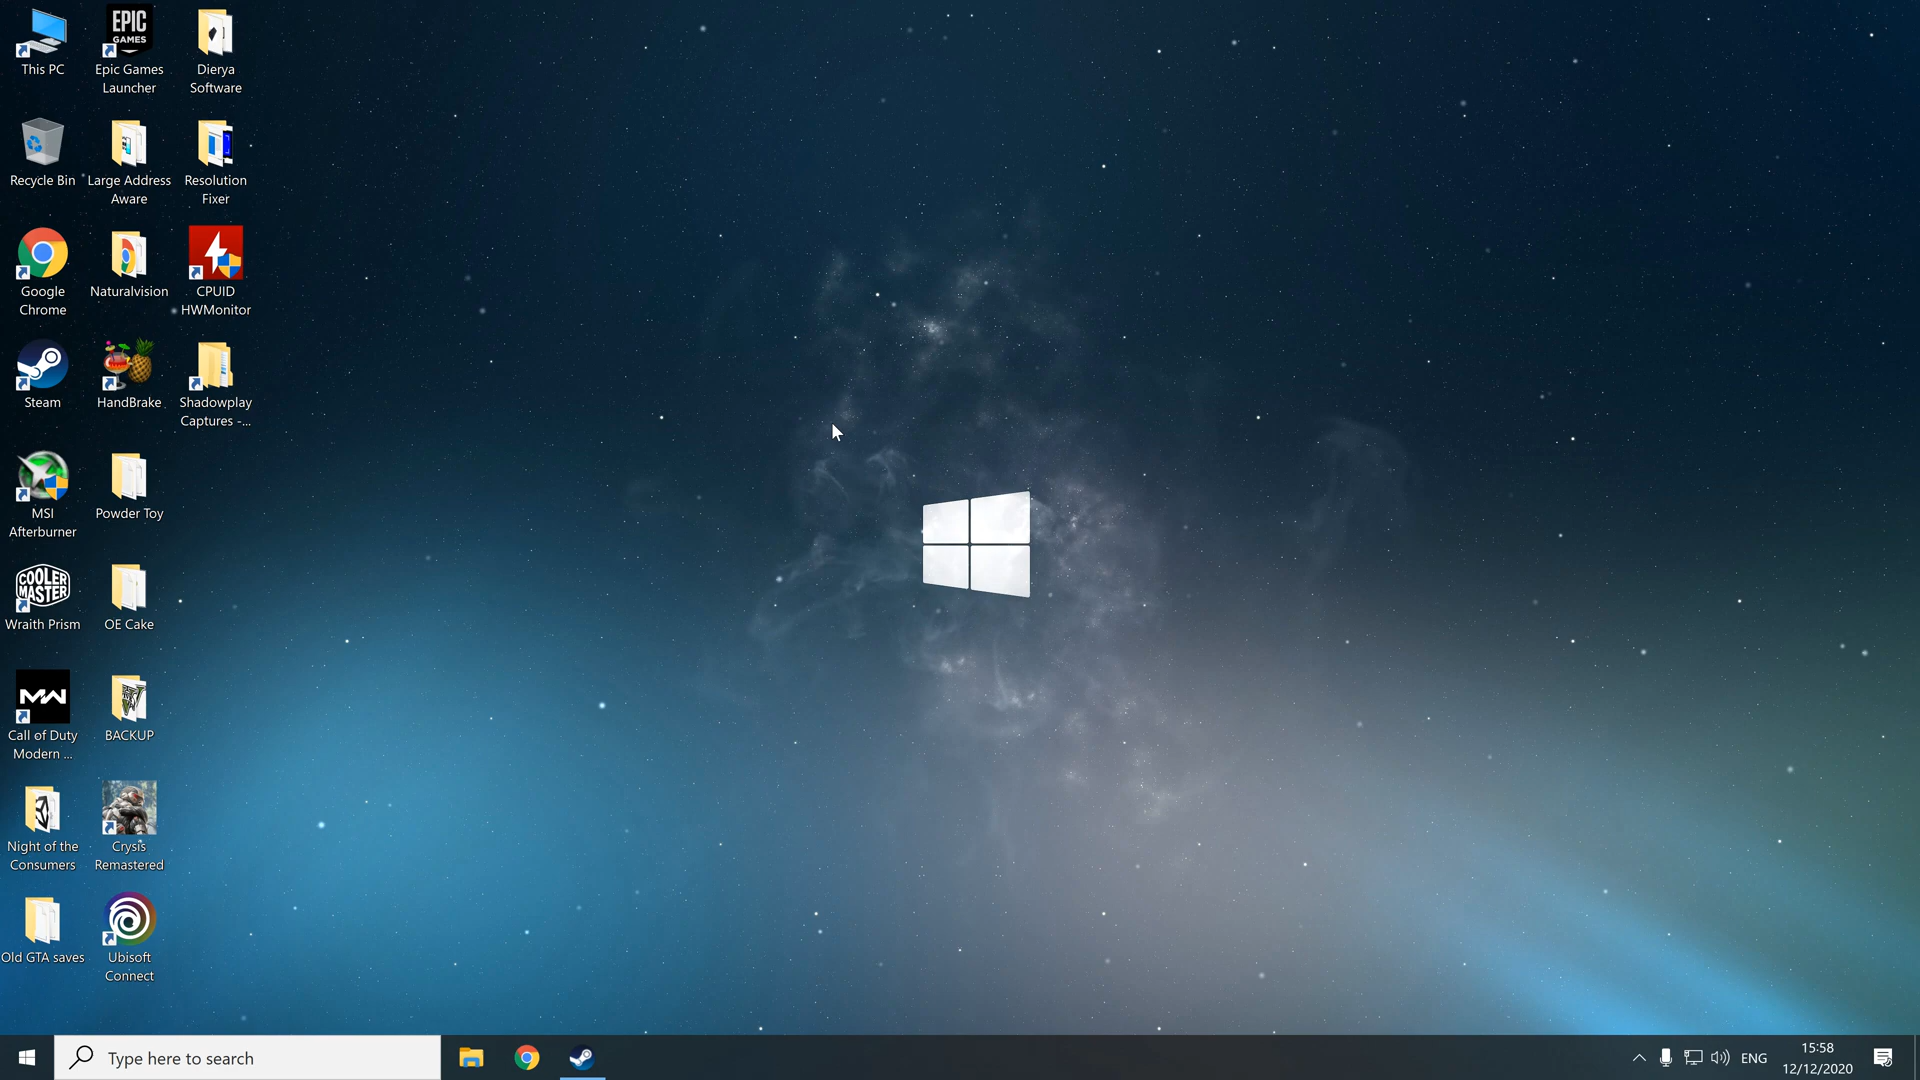 This PC
EPIC
GAMES
Epic Games
Launcher
Dierya
Software
Recycle Bin
Large Address
Aware
Resolution
Fixer
Google
Chrome
Naturalvision
CPUID
HWMonitor
Steam
HandBrake
Shadowplay
Captures -...
MSI
Afterburner
Powder Toy
COOLER
MASTER
Wraith Prism
OE Cake
MW
Call of Duty
Modern ...
BACKUP
Night of the
Consumers
Crysis
Remastered
Old GTA saves
Ubisoft
Connect
Type here to search
ENG
15:58
12/12/2020